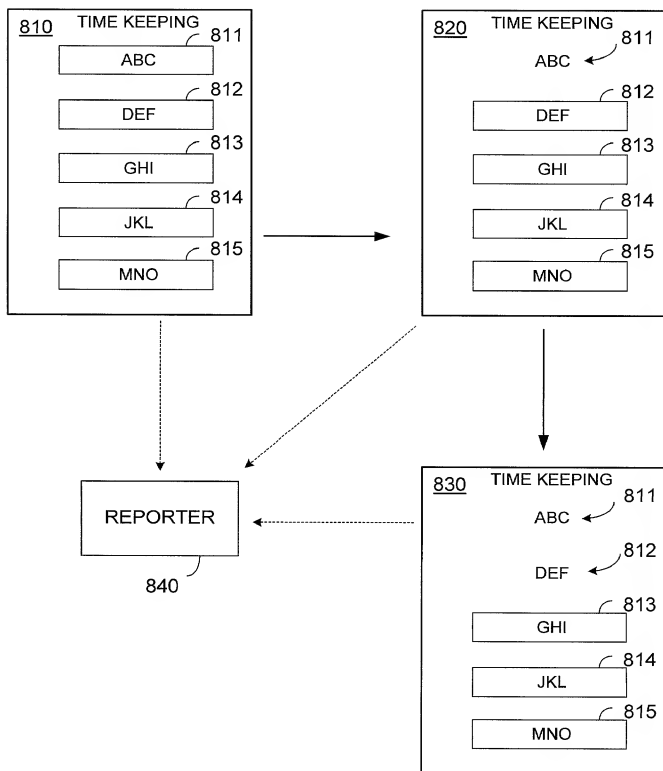 810 TIME KEEPING
811
ABC
812
DEF
813
GHI
814
JKL
815
MNO
820 TIME KEEPING
811
ABC
812
DEF
813
GHI
814
JKL
815
MNO
REPORTER
840
830 TIME KEEPING
811
ABC
812
DEF
813
GHI
814
JKL
815
MNO